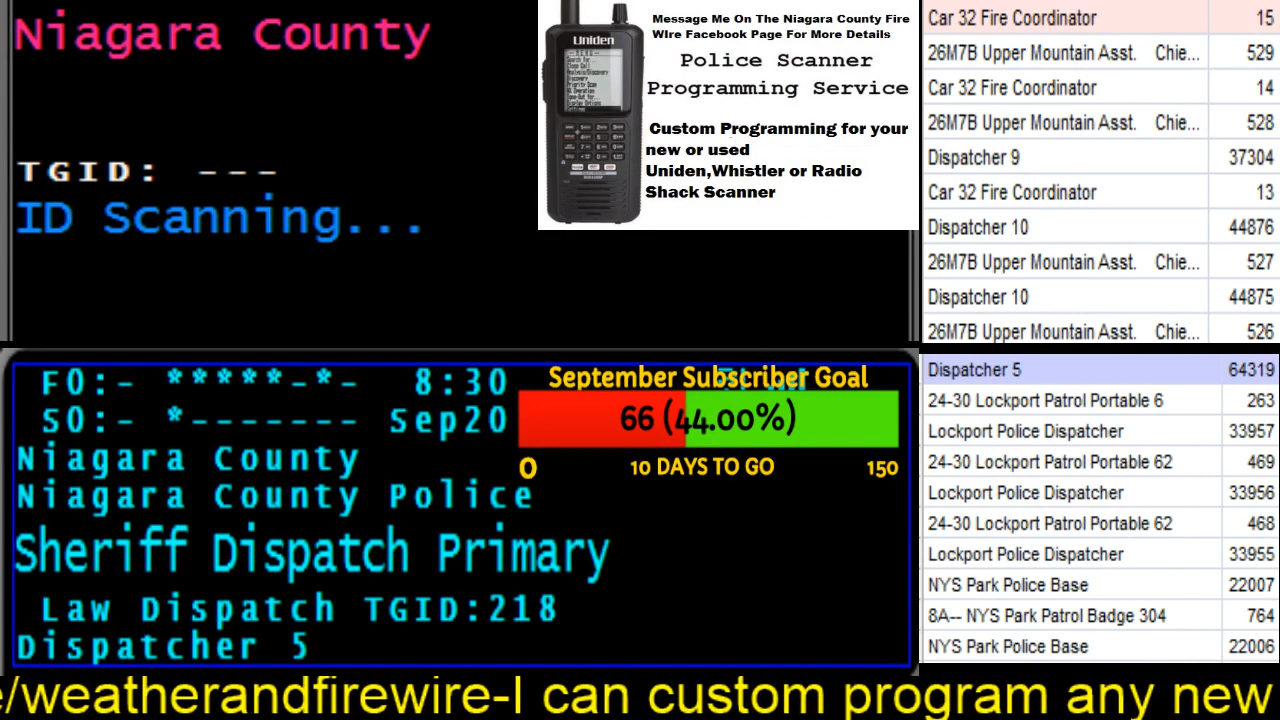 Niagara County
TGID: ---
ID Scanning...
Message Me On The Niagara County Fire
WIre Facebook Page For More Details
Uniden
Police Scanner
Programming Service
Custom Programming for your
new or used
Uniden,Whistler or Radio
Shack Scanner
Car 32 Fire Coordinator 15
26M7B Upper Mountain Asst. Chie... 529
Car 32 Fire Coordinator 14
26M7B Upper Mountain Asst. Chie... 528
Dispatcher 9 37304
Car 32 Fire Coordinator 13
Dispatcher 10 44876
26M7B Upper Mountain Asst. Chie... 527
Dispatcher 10 44875
26M7B Upper Mountain Asst. Chie... 526
F0:- *****-*- 8:30
S0:- *------- Sep20
Niagara County
Niagara County Police
Sheriff Dispatch Primary
Law Dispatch TGID:218
Dispatcher 5
September Subscriber Goal
66 (44.00%)
0 10 DAYS TO GO 150
Dispatcher 5 64319
24-30 Lockport Patrol Portable 6 263
Lockport Police Dispatcher 33957
24-30 Lockport Patrol Portable 62 469
Lockport Police Dispatcher 33956
24-30 Lockport Patrol Portable 62 468
Lockport Police Dispatcher 33955
NYS Park Police Base 22007
8A-- NYS Park Patrol Badge 304 764
NYS Park Police Base 22006
e/weatherandfirewire-I can custom program any new